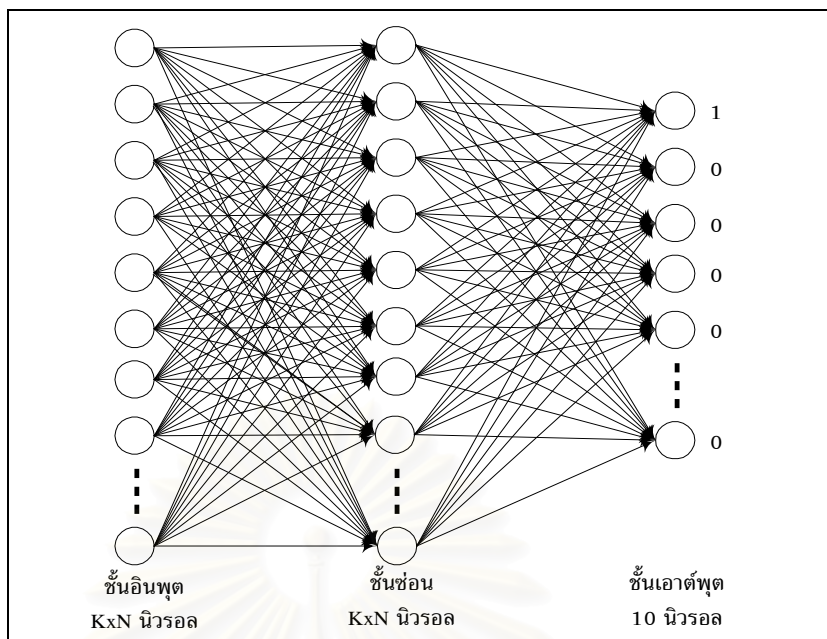 1
0
0
0
0
0
ชั้นอินพุต
KxN นิวรอล
ชั้นซ่อน
KxN นิวรอล
ชั้นเอาต์พุต
10 นิวรอล